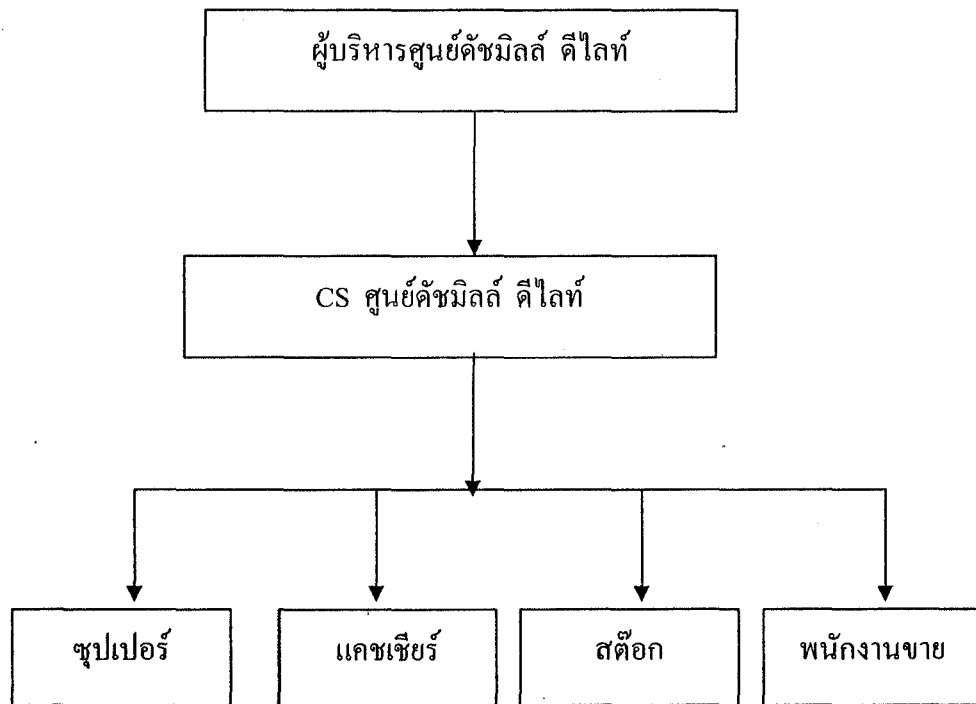 ผู้บริหารศูนย์ดัชมิลล์ ดีไลท์
CS ศูนย์ดัชมิลล์ ดีไลท์
ซุปเปอร์
แคชเชียร์
สต๊อก
พนักงานขาย